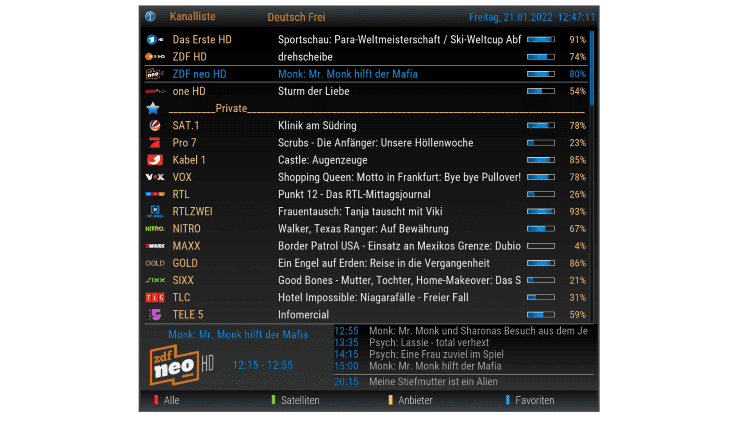 Kanalliste Deutsch Frei Freitag, 21.01.2022 12:47:11
Das Erste HD Sportschau: Para-Weltmeisterschaft / Ski-Weltcup Abf 91%
ZDF HD drehscheibe 74%
ZDF neo HD Monk: Mr. Monk hilft der Mafia 80%
one HD Sturm der Liebe 54%
__________Private__________
SAT.1 Klinik am Südring 78%
Pro 7 Scrubs - Die Anfänger: Unsere Höllenwoche 23%
Kabel 1 Castle: Augenzeuge 85%
VOX VOX Shopping Queen: Motto in Frankfurt: Bye bye Pullover! 78%
RTL Punkt 12 - Das RTL-Mittagsjournal 26%
RTLZWEI Frauentausch: Tanja tauscht mit Viki 93%
NITRO. NITRO Walker, Texas Ranger: Auf Bewährung 67%
MAXX Border Patrol USA - Einsatz an Mexikos Grenze: Dubio 4%
GOLD GOLD Ein Engel auf Erden: Reise in die Vergangenheit 86%
sixx SIXX Good Bones - Mutter, Tochter, Home-Makeover: Das S 21%
TLC TLC Hotel Impossible: Niagarafälle - Freier Fall 31%
TELE 5 Infomercial 59%
Monk: Mr. Monk hilft der Mafia
zdf neo HD
12:15 - 12:55
12:55 Monk: Mr. Monk und Sharonas Besuch aus dem Je
13:35 Psych: Lassie - total verhext
14:15 Psych: Eine Frau zuviel im Spiel
15:00 Monk: Mr. Monk hilft der Mafia
20:15 Meine Stiefmutter ist ein Alien
Alle Satelliten Anbieter Favoriten